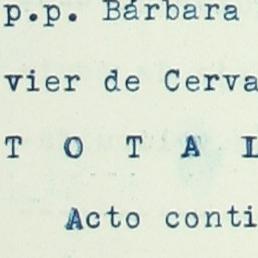 p.p. Bárbara
vier de Cerva
T O T A L
Acto conti